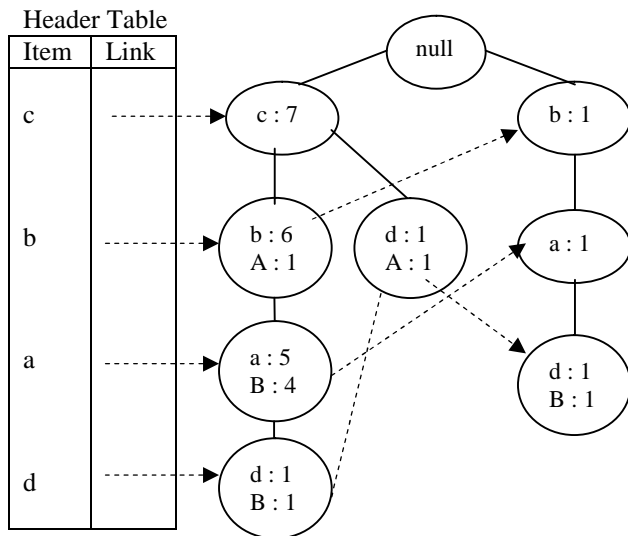 Header Table
Item Link
c
b
a
d
null
c : 7
b : 1
b : 6
A : 1
d : 1
A : 1
a : 1
a : 5
B : 4
d : 1
B : 1
d : 1
B : 1